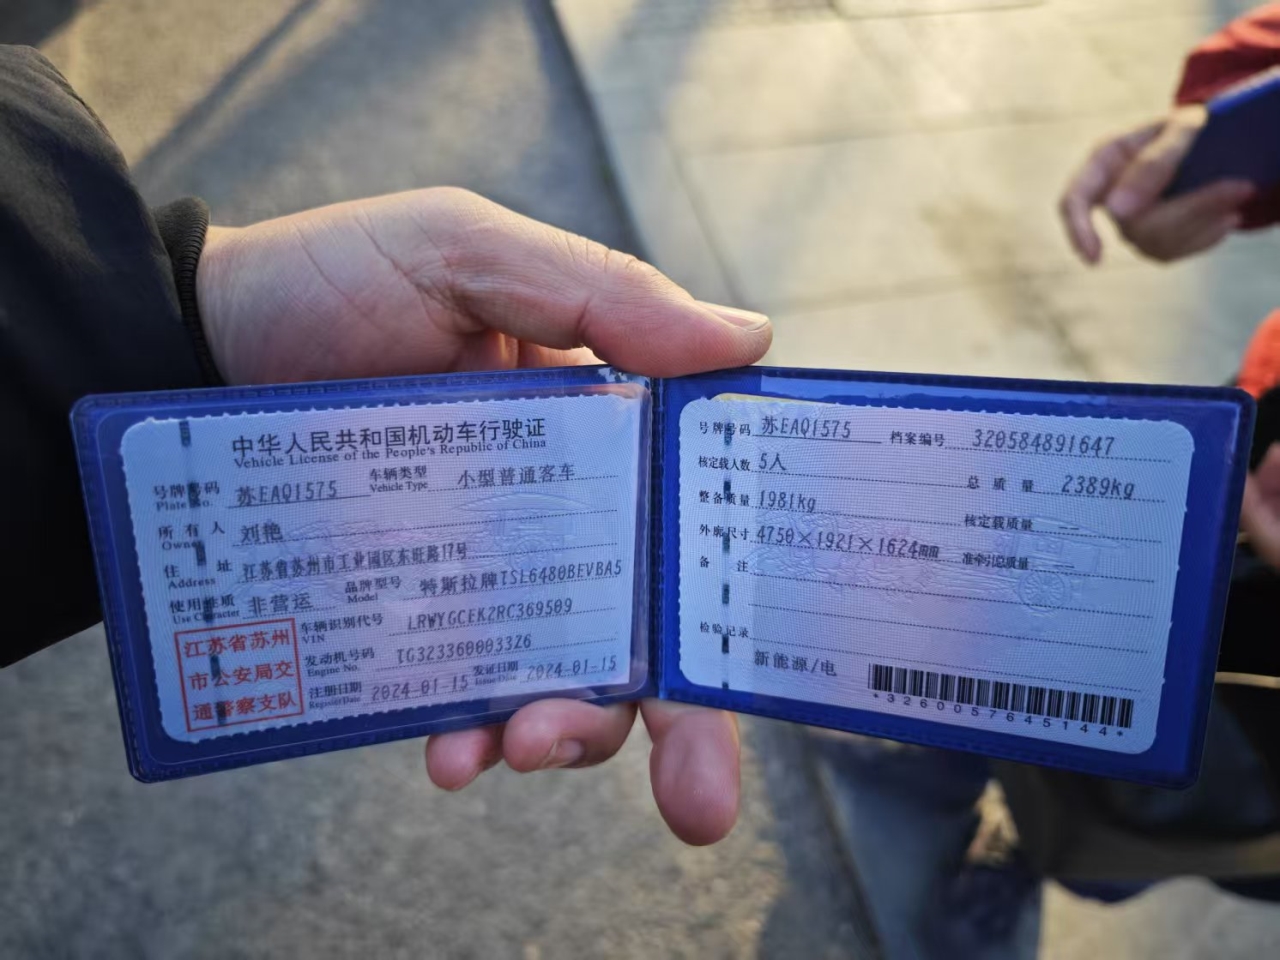 中华人民共和国机动车行驶证
Vehicle License of the People's Republic of China
号牌号码 苏EAQ1575 车辆类型 小型普通客车
Plate No. Vehicle Type
所有人 刘艳
Owner
住址 江苏省苏州市工业园区东旺路17号
Address
使用性质 非营运 品牌型号 特斯拉牌TSL6480BEVBA5
Use Character Model
江苏省苏州
市公安局交
通警察支队
车辆识别代号 LRWYGCEK2RC369509
VIN
发动机号码 TG323360003326
Engine No.
注册日期 2024-01-15 发证日期 2024-01-15
Register Date Issue Date
号牌号码 苏EAQ1575 档案编号 320584891647
核定载人数 5人 总质量 2389kg
整备质量 1981kg 核定载质量 --
外廓尺寸 4750×1921×1624mm 准牵引总质量 --
备注
检验记录
新能源/电
*3260057645144*